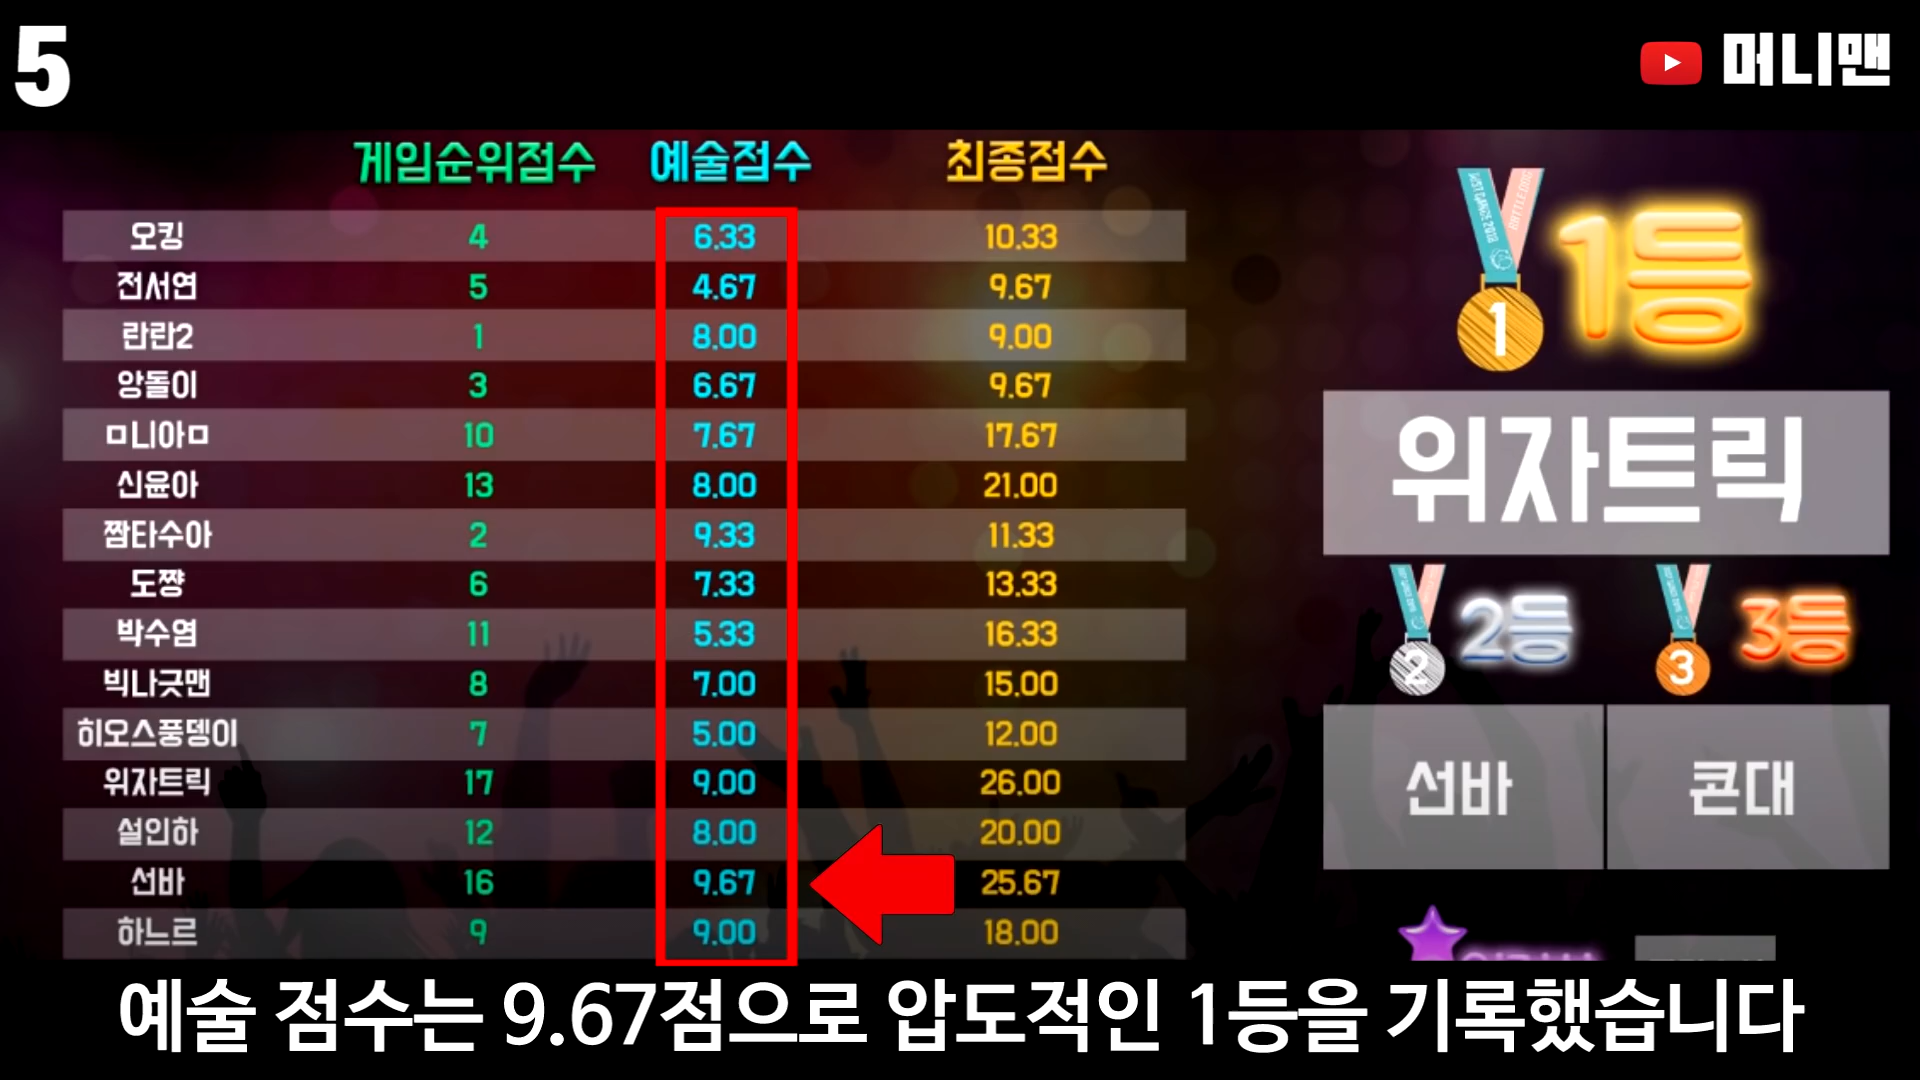 5
머니맨
게임순위점수 예술점수 최종점수
오킹 4 6.33 10.33
전서연 5 4.67 9.67
란란2 1 8.00 9.00
앙돌이 3 6.67 9.67
ㅁ니아ㅁ 10 7.67 17.67
신윤아 13 8.00 21.00
짬타수아 2 9.33 11.33
도쨩 6 7.33 13.33
박수염 11 5.33 16.33
빅나긋맨 8 7.00 15.00
히오스풍뎅이 7 5.00 12.00
위자트릭 17 9.00 26.00
설인하 12 8.00 20.00
선바 16 9.67 25.67
하느르 9 9.00 18.00
1 1등
위자트릭
2 2등
3 3등
선바
콘대
예술 점수는 9.67점으로 압도적인 1등을 기록했습니다